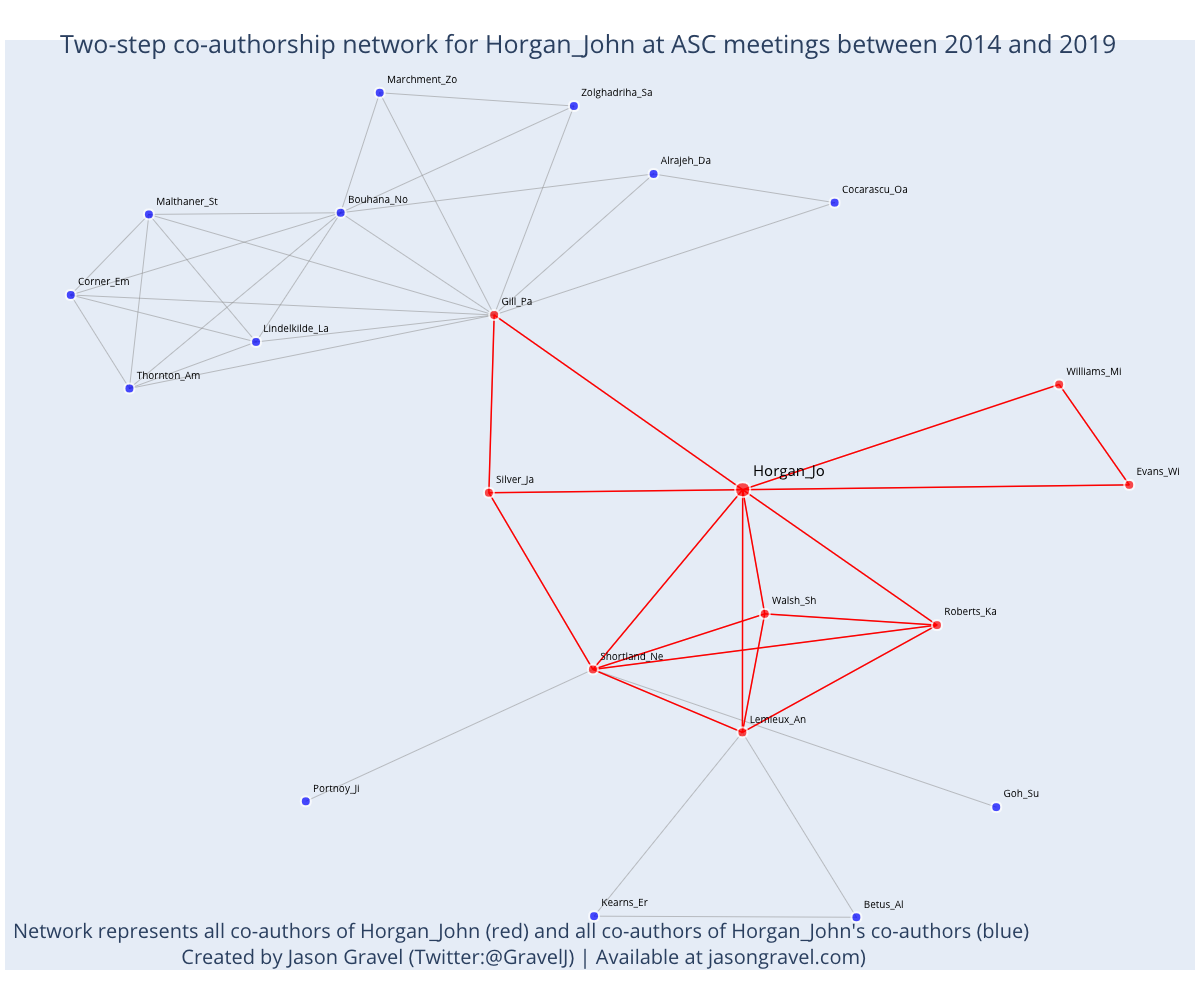 Two-step co-authorship network for Horgan_John at ASC meetings between 2014 and 2019
Marchment_Zo
Zolghadriha_Sa
Alrajeh_Da
Cocarascu_Oa
Malthaner_St
Bouhana_No
Corner_Em
Gill_Pa
Lindelkilde_La
Thornton_Am
Williams_Mi
Horgan_Jo
Evans_Wi
Silver_Ja
Walsh_Sh
Roberts_Ka
Shortland_Ne
Lemieux_An
Portnoy_Ji
Goh_Su
Kearns_Er
Betus_Al
Network represents all co-authors of Horgan_John (red) and all co-authors of Horgan_John's co-authors (blue)
Created by Jason Gravel (Twitter:@GravelJ) | Available at jasongravel.com)